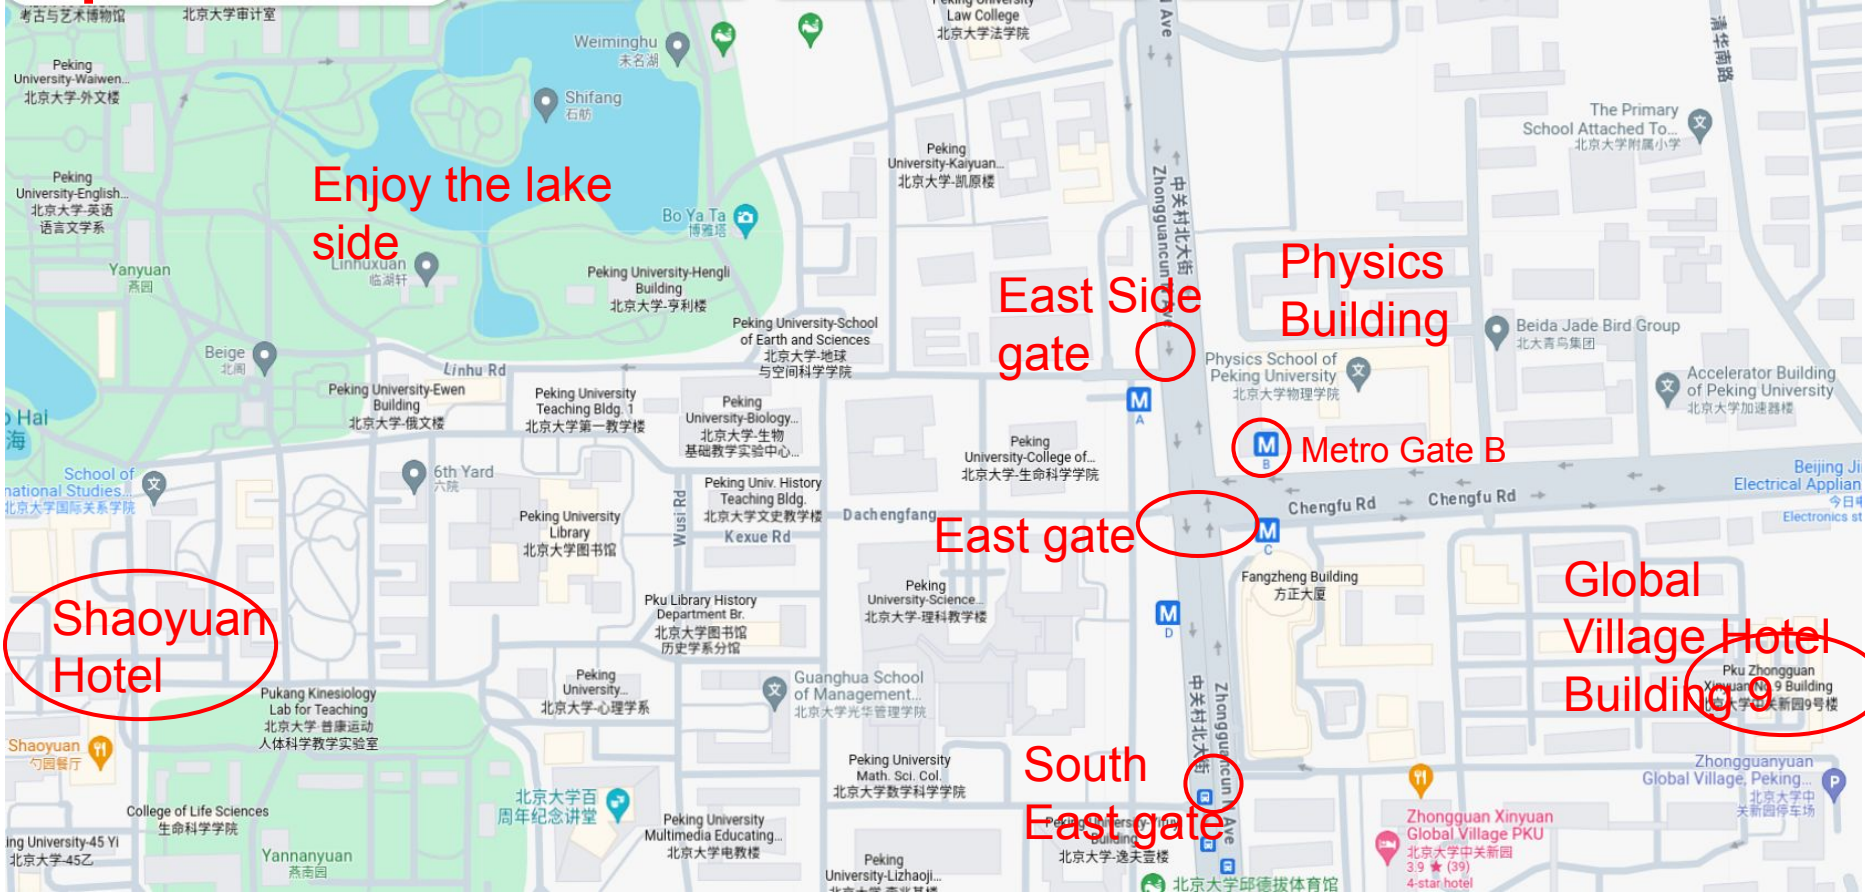 考古与艺术博物馆
北京大学审计室
Peking University
Law College
北京大学法学院
Weiminghu
未名湖
Peking
University-Waiwen...
北京大学-外文楼
Shifang
石舫
清华南路
The Primary
School Attached To...
北京大学附属小学
Peking
University-Kaiyuan...
北京大学-凯原楼
Enjoy the lake
side
Peking
University-English...
北京大学-英语
语言文学系
Bo Ya Ta
博雅塔
中关村北大街
Zhongguancun N Ave
Yanyuan
燕园
Linhuxuan
临湖轩
Peking University-Hengli
Building
北京大学-亨利楼
East Side
gate
Physics
Building
Peking University-School
of Earth and Sciences
北京大学-地球
与空间科学学院
Beida Jade Bird Group
北大青鸟集团
Beige
北阁
Linhu Rd
Physics School of
Peking University
北京大学物理学院
Accelerator Building
of Peking University
北京大学加速器楼
Peking University-Ewen
Building
北京大学-俄文楼
Peking University
Teaching Bldg. 1
北京大学第一教学楼
Peking
University-Biology...
北京大学-生物
基础教学实验中心...
M
A
Hai
海
Peking
University-College of...
北京大学-生命科学学院
M
B
Metro Gate B
School of
national Studies...
北京大学国际关系学院
6th Yard
六院
Peking Univ. History
Teaching Bldg.
北京大学文史教学楼
Beijing Ji
Electrical Applian
今日电
Electronics st
Chengfu Rd
Chengfu Rd
Peking University
Library
北京大学图书馆
Wusi Rd
Kexue Rd
Dachengfang
East gate
M
C
Fangzheng Building
方正大厦
Global
Village Hotel
Building 9
Peking
University-Science...
北京大学-理科教学楼
Pku Library History
Department Br.
北京大学图书馆
历史学系分馆
M
D
Shaoyuan
Hotel
Pku Zhongguan
Xinyuan No.9 Building
北京大学中关新园9号楼
Peking
University...
北京大学-心理学系
Guanghua School
of Management...
北京大学光华管理学院
Pukang Kinesiology
Lab for Teaching
北京大学-普康运动
人体科学教学实验室
中关村北大街
Zhongguancun N Ave
Shaoyuan
勺园餐厅
South
East gate
Peking University
Math. Sci. Col.
北京大学数学科学学院
Zhongguanyuan
Global Village, Peking...
北京大学中
关新园停车场
P
北京大学百
周年纪念讲堂
College of Life Sciences
生命科学学院
Peking University
Multimedia Educating...
北京大学电教楼
Peking University-Yifuyi
Building
北京大学-逸夫壹楼
Zhongguan Xinyuan
Global Village PKU
北京大学中关新园
3.9 ★ (39)
4-star hotel
ing University-45 Yi
北京大学-45乙
Yannanyuan
燕南园
Peking
University-Lizhaoji...
北京大学邱德拔体育馆